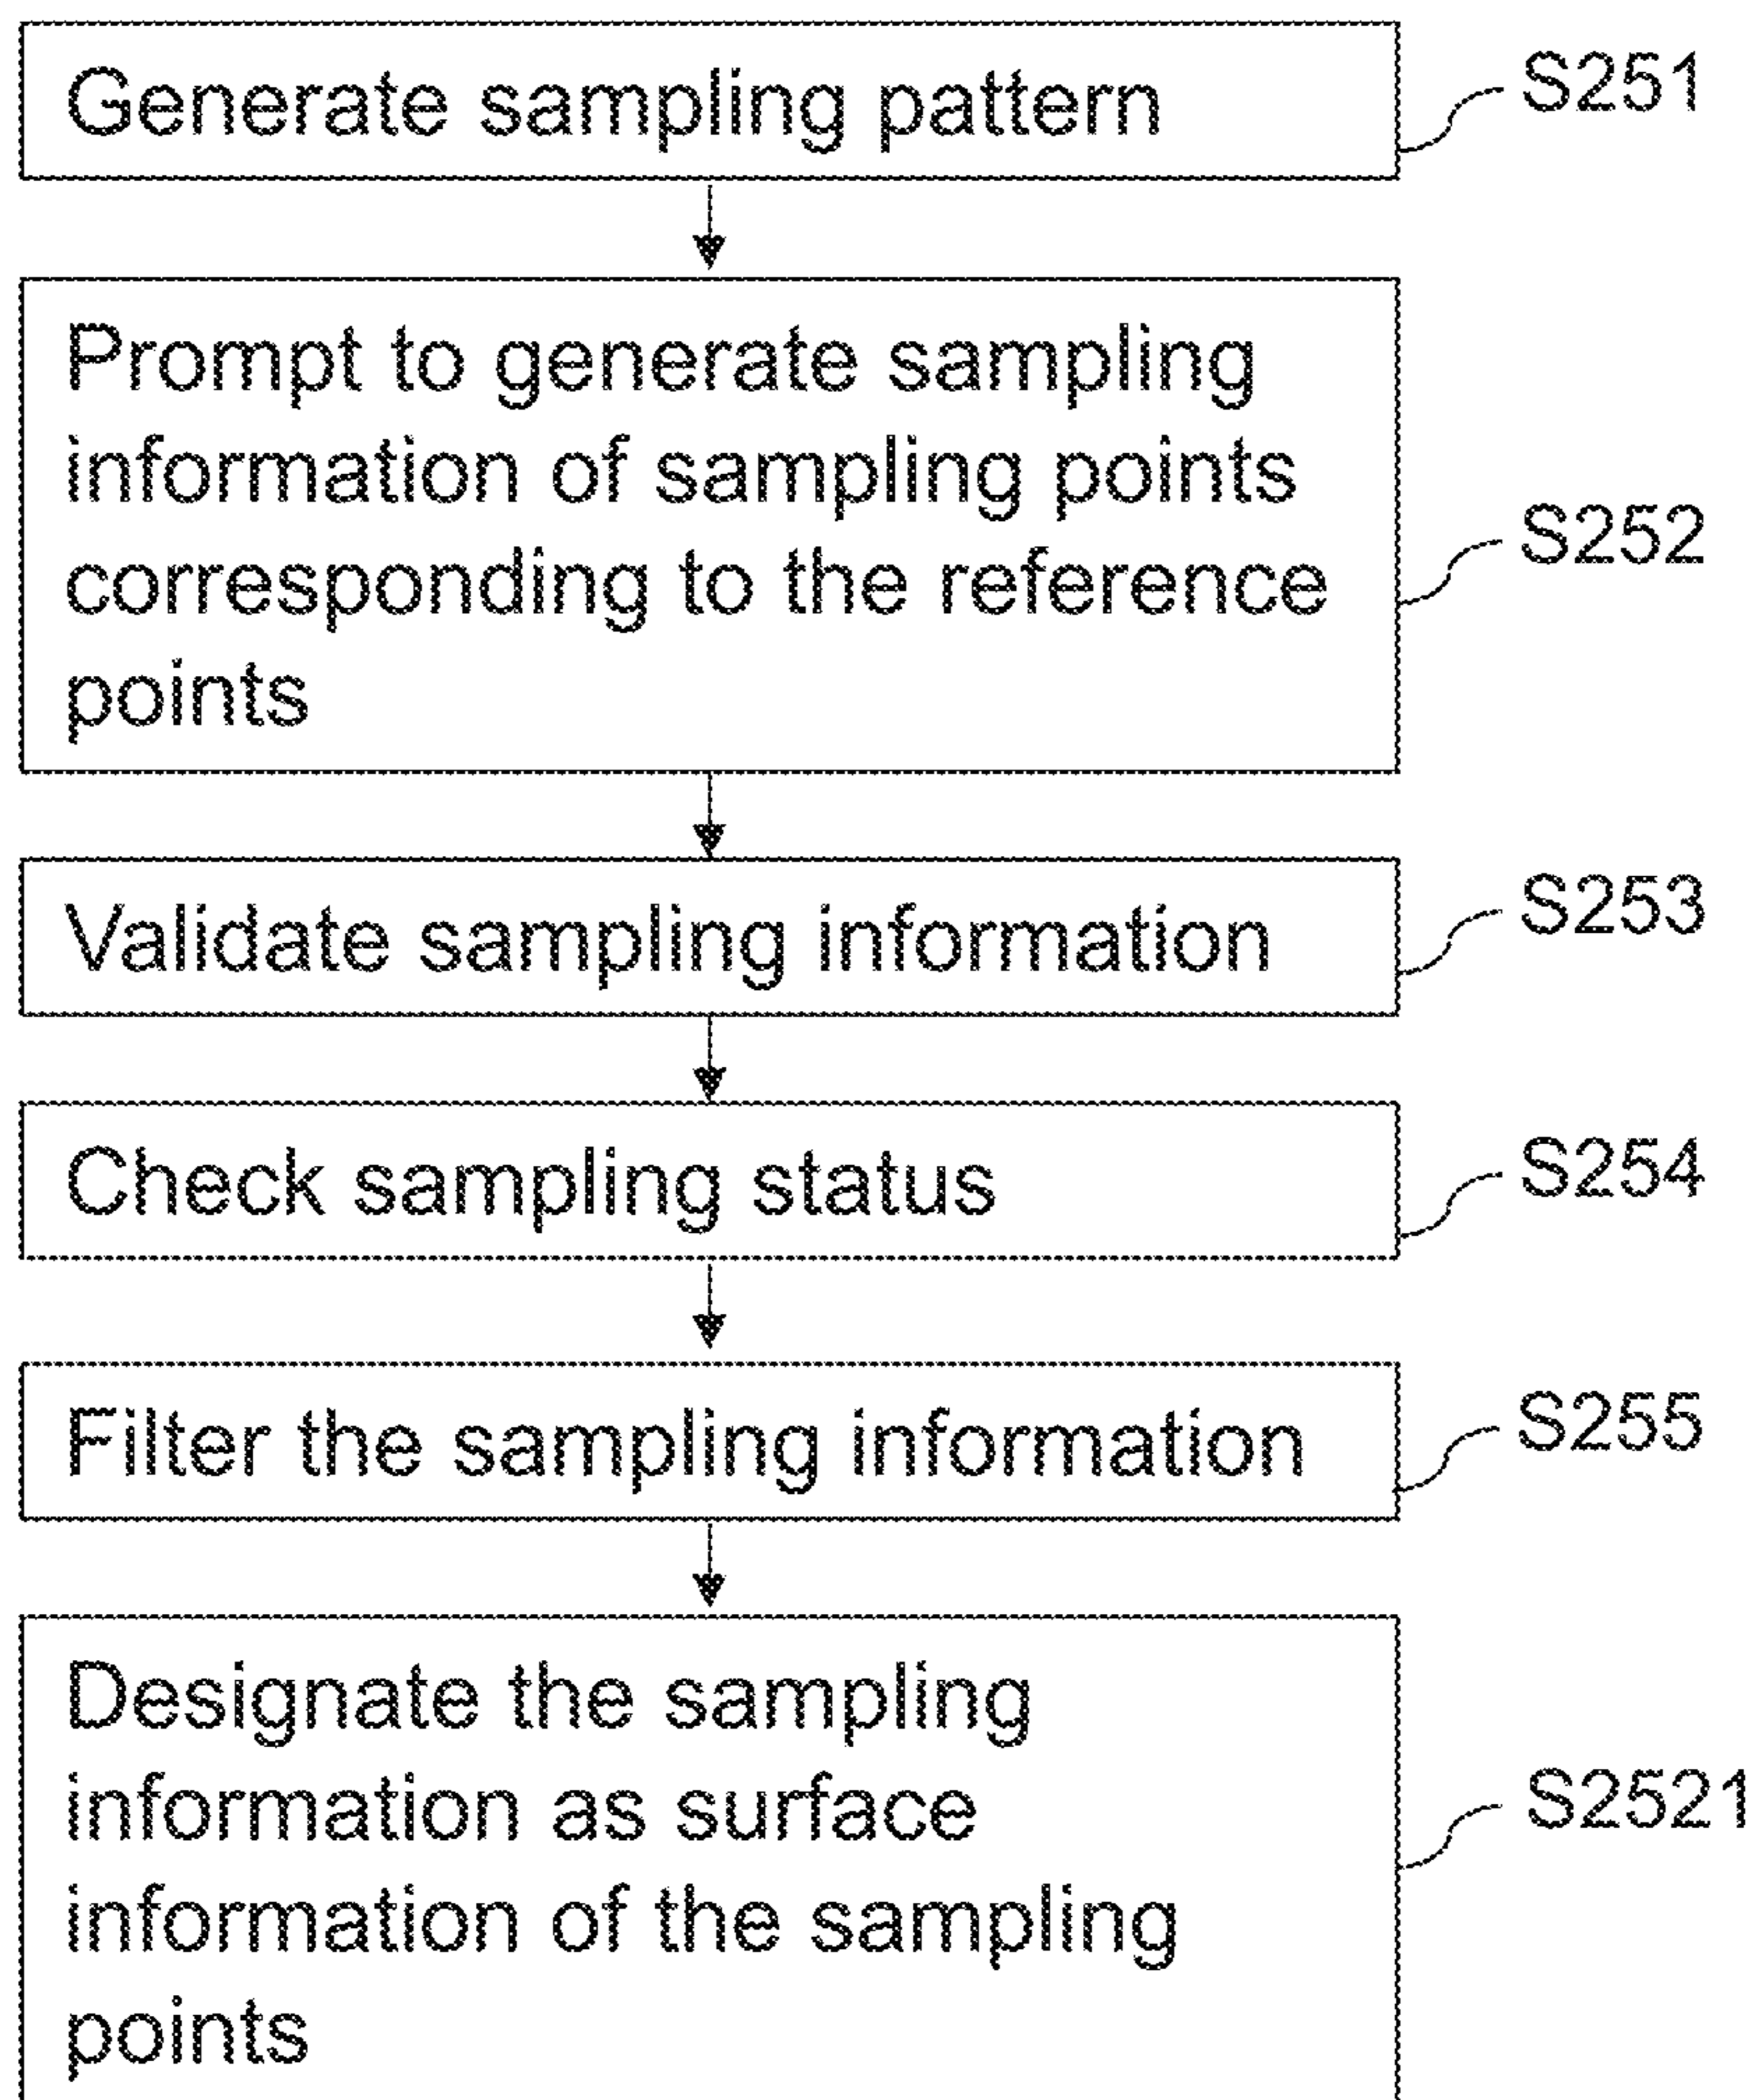 Generate sampling pattern
S251
Prompt to generate sampling
information of sampling points
corresponding to the reference
points
S252
Validate sampling information
S253
Check sampling status
S254
Filter the sampling information
S255
Designate the sampling
information as surface
information of the sampling
points
S2521